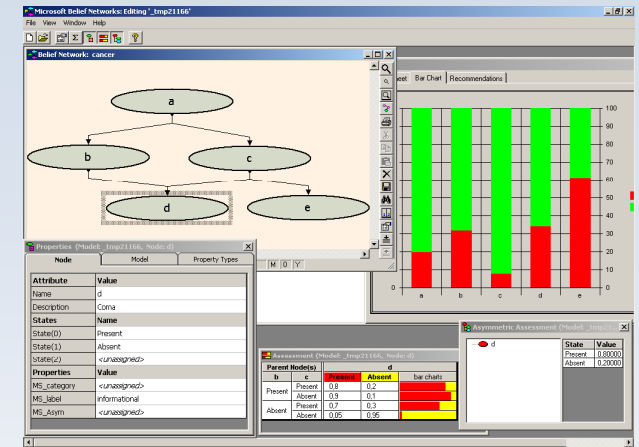 Microsoft Belief Networks: Editing '_tmp21166'
File View Window Help
Belief Network: cancer
a
b
c
d
e
Bar Chart Recommendations
100
90
80
70
60
50
40
30
20
10
0 0
a b c d e
M 0 Y
Properties (Model: _tmp21166, Node: d)
Node Model Property Types
Attribute Value
Name d
Description Coma
States Name
State(0) Present
State(1) Absent
State(2) <unassigned>
Properties Value
MS_category <unassigned>
MS_label informational
MS_Asym <unassigned>
Assessment (Model: _tmp21166, Node: d)
Parent Node(s) d
b c Present Absent bar charts
Present Present 0,8 0,2
Absent 0,9 0,1
Absent Present 0,7 0,3
Absent 0,05 0,95
Asymmetric Assessment (Model: _tmp21...
d
State Value
Present 0,80000
Absent 0,20000